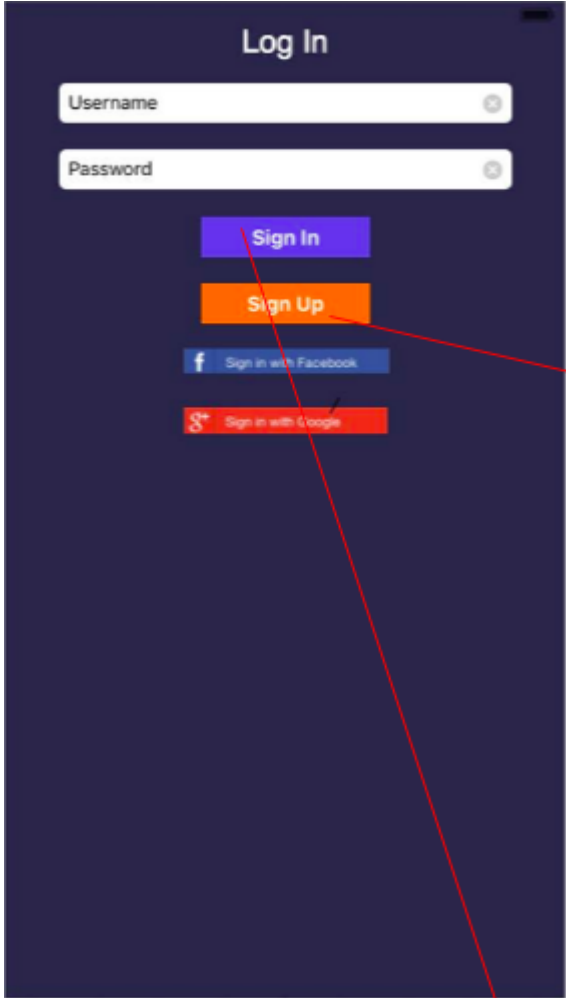 Log In
Username
Password
Sign In
Sign Up
f Sign in with Facebook
g+ Sign in with Google